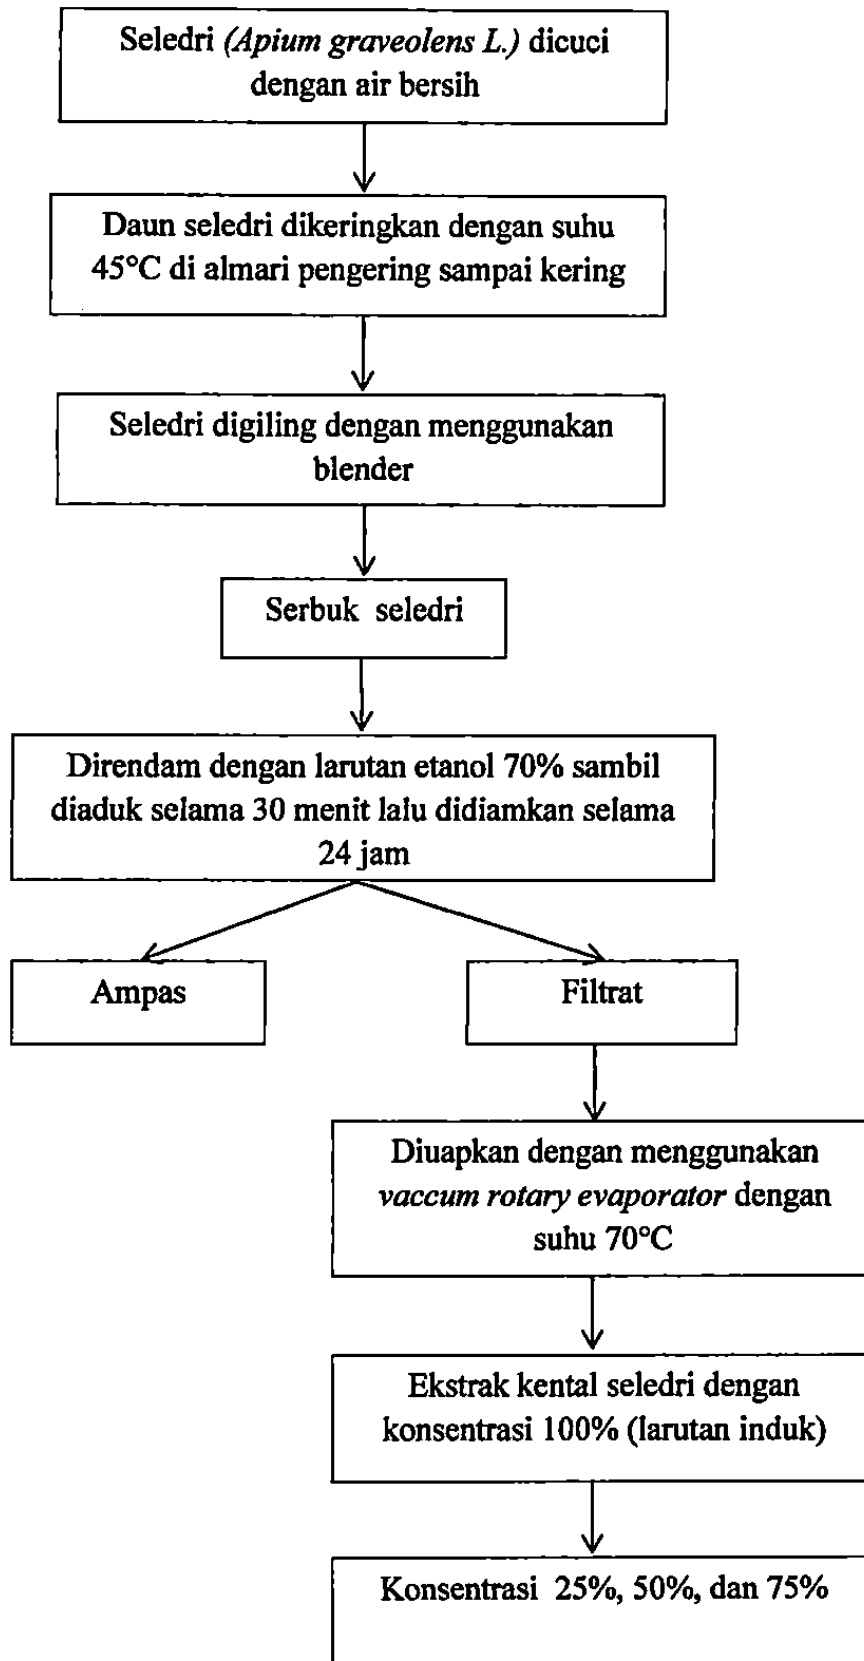 Seledri (Apium graveolens L.) dicuci
dengan air bersih
Daun seledri dikeringkan dengan suhu
45°C di almari pengering sampai kering
Seledri digiling dengan menggunakan
blender
Serbuk seledri
Direndam dengan larutan etanol 70% sambil
diaduk selama 30 menit lalu didiamkan selama
24 jam
Ampas
Filtrat
Diuapkan dengan menggunakan
vaccum rotary evaporator dengan
suhu 70°C
Ekstrak kental seledri dengan
konsentrasi 100% (larutan induk)
Konsentrasi 25%, 50%, dan 75%